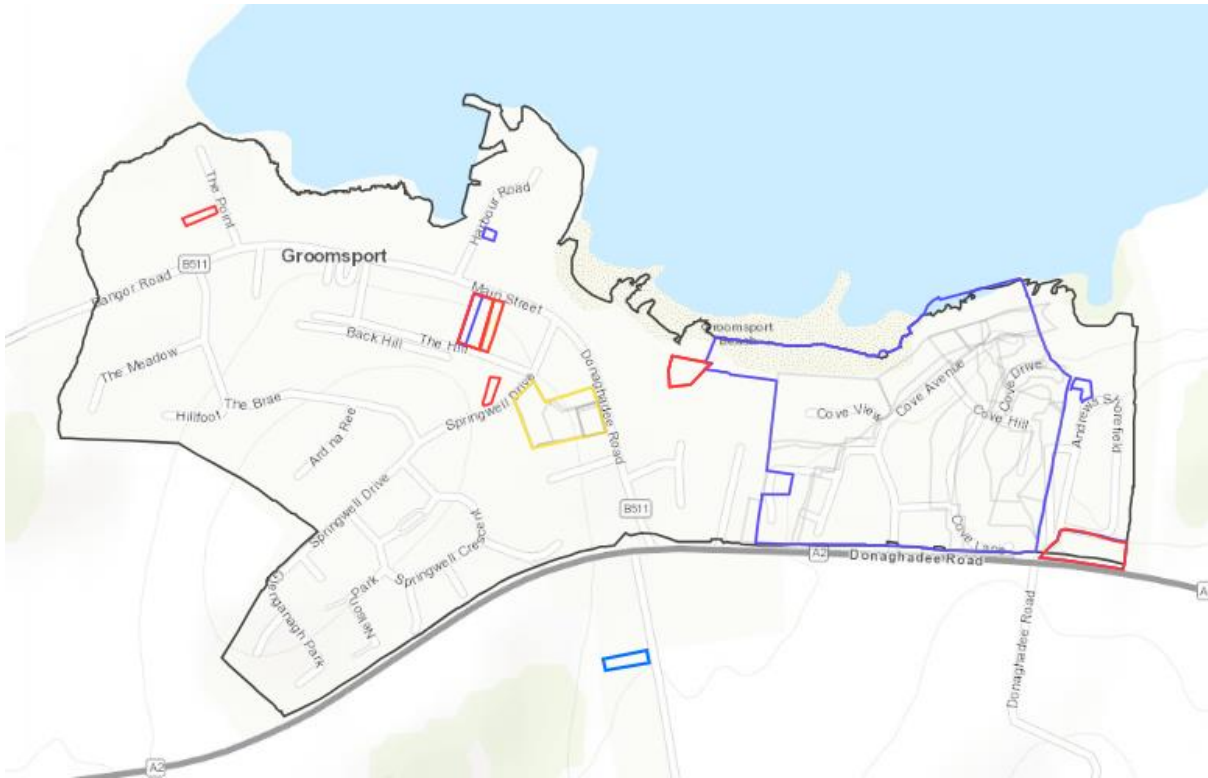 The Point
Harbour Road
Groomsport
B511
Bangor Road
Main Street
Back Hill
The Hill
Groomsport
The Meadow
Donaghadee Road
Cove Drive
Cove Avenue
The Brae
Springwell Drive
Hillfoot
Cove View
Cove Hill
Andrews
Shorefield
Ard na Ree
Springwell Drive
B511
Springwell Crescent
Cove Lane
A2
Donaghadee Road
Park
Nelson
Glenganagh Park
Donaghadee Road
A2